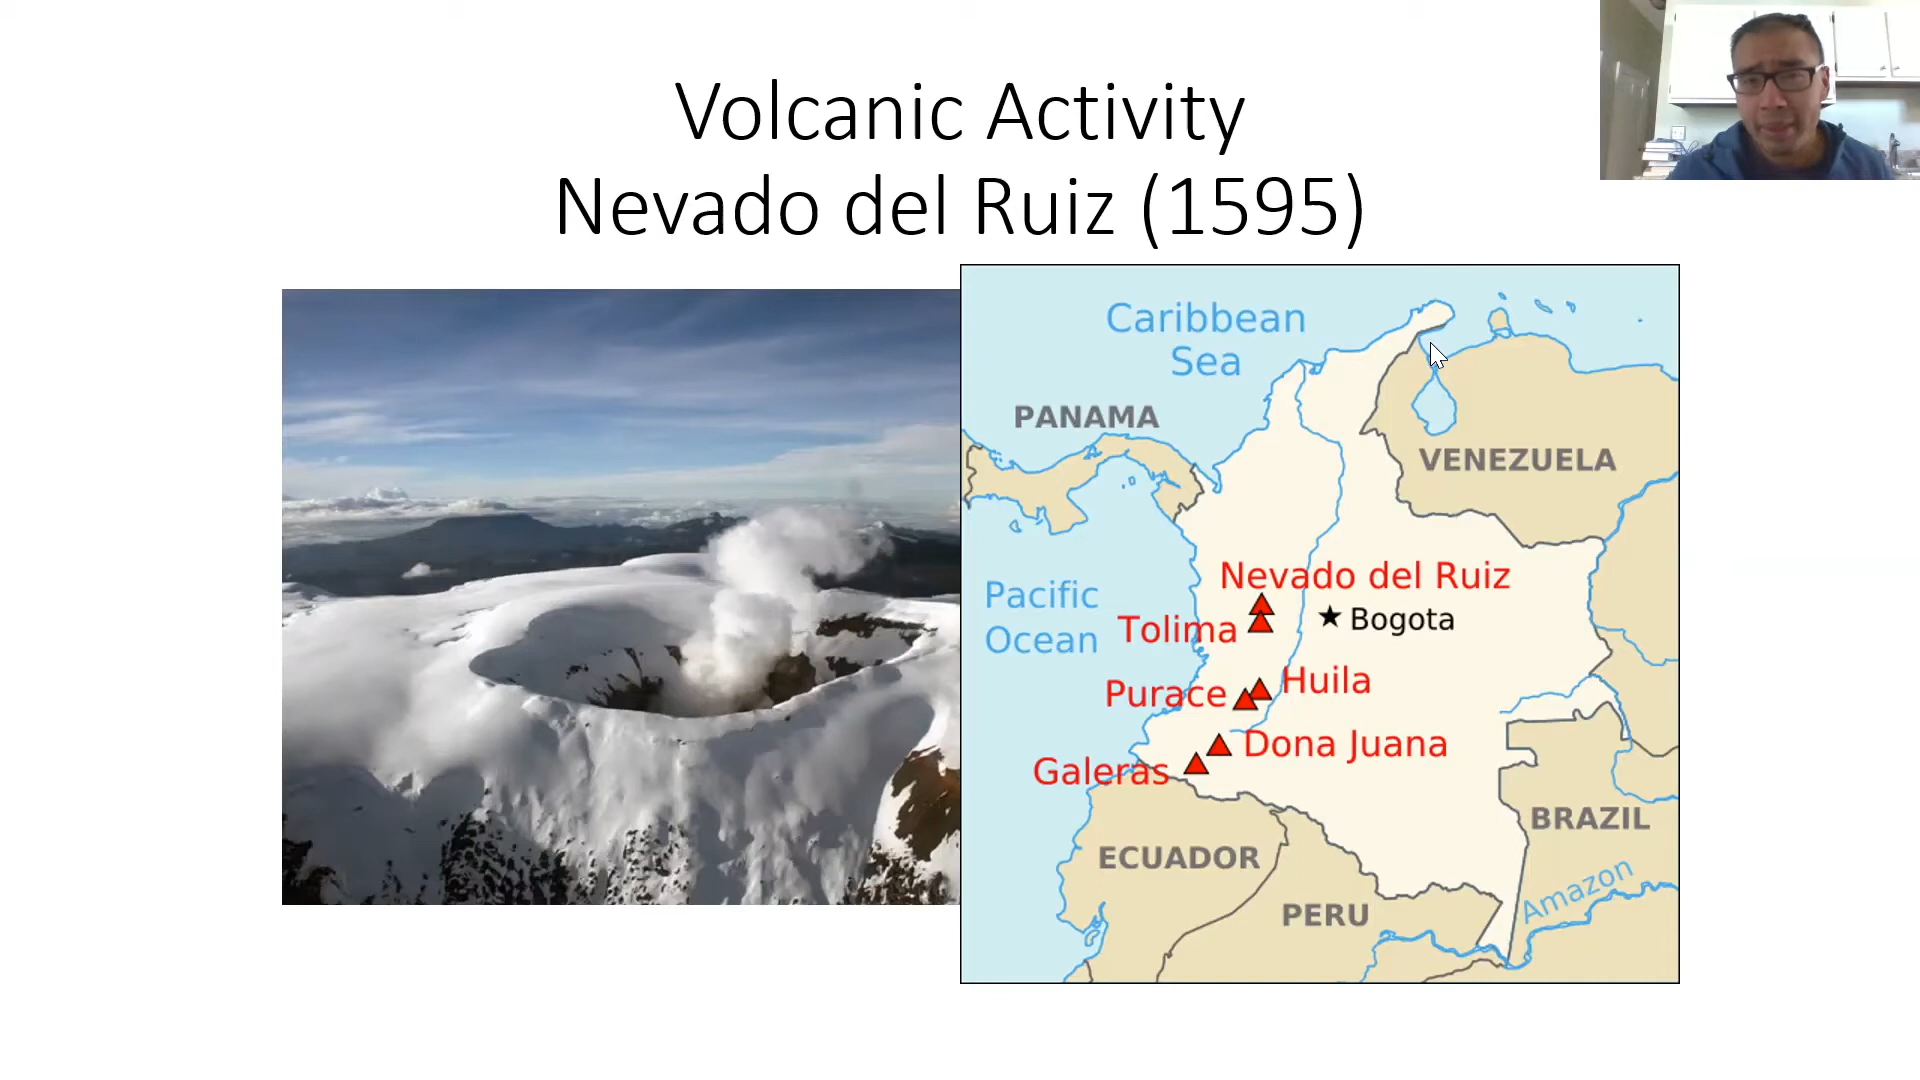 Volcanic Activity
Nevado del Ruiz (1595)
Caribbean
Sea
PANAMA
VENEZUELA
Nevado del Ruiz
Pacific
Ocean
Tolima
Bogota
Huila
Purace
Dona Juana
Galeras
BRAZIL
ECUADOR
Amazon
PERU